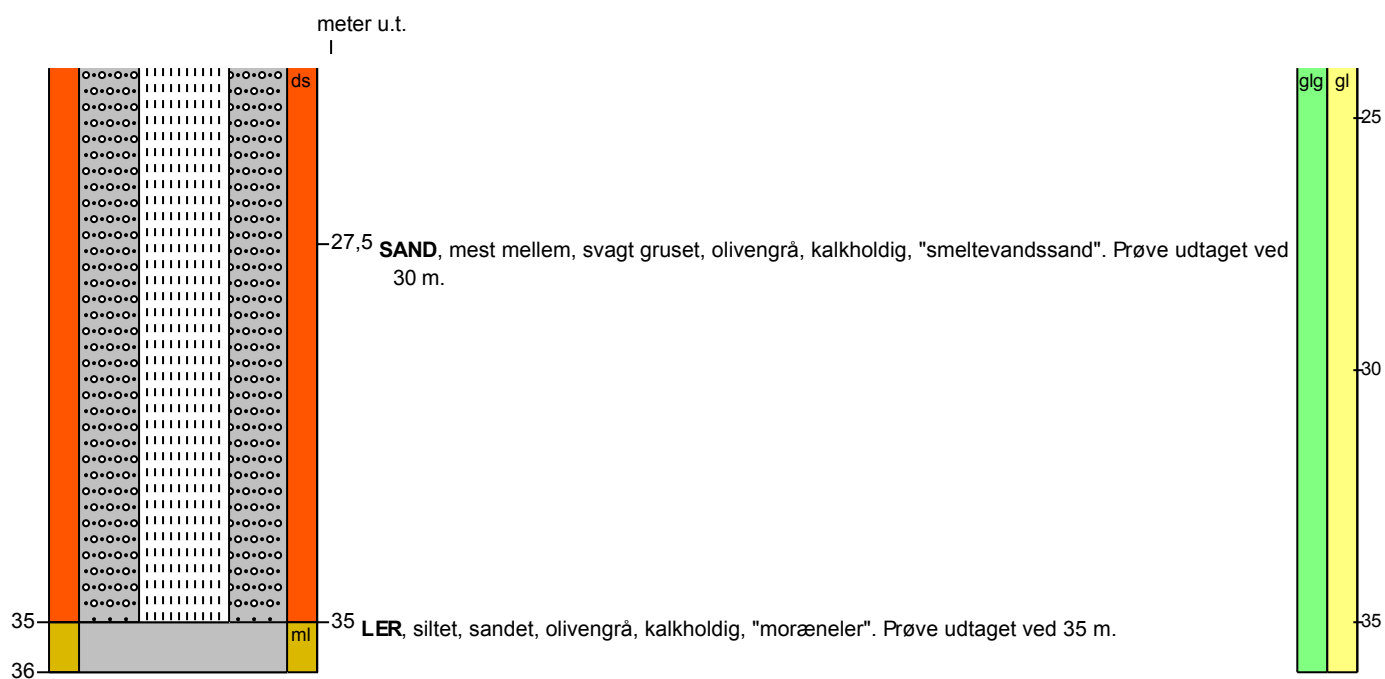 meter u.t.
ds
glg gl
25
27,5 SAND, mest mellem, svagt gruset, olivengrå, kalkholdig, "smeltevandssand". Prøve udtaget ved
30 m.
30
35 35 LER, siltet, sandet, olivengrå, kalkholdig, "moræneler". Prøve udtaget ved 35 m. 35
ml
36